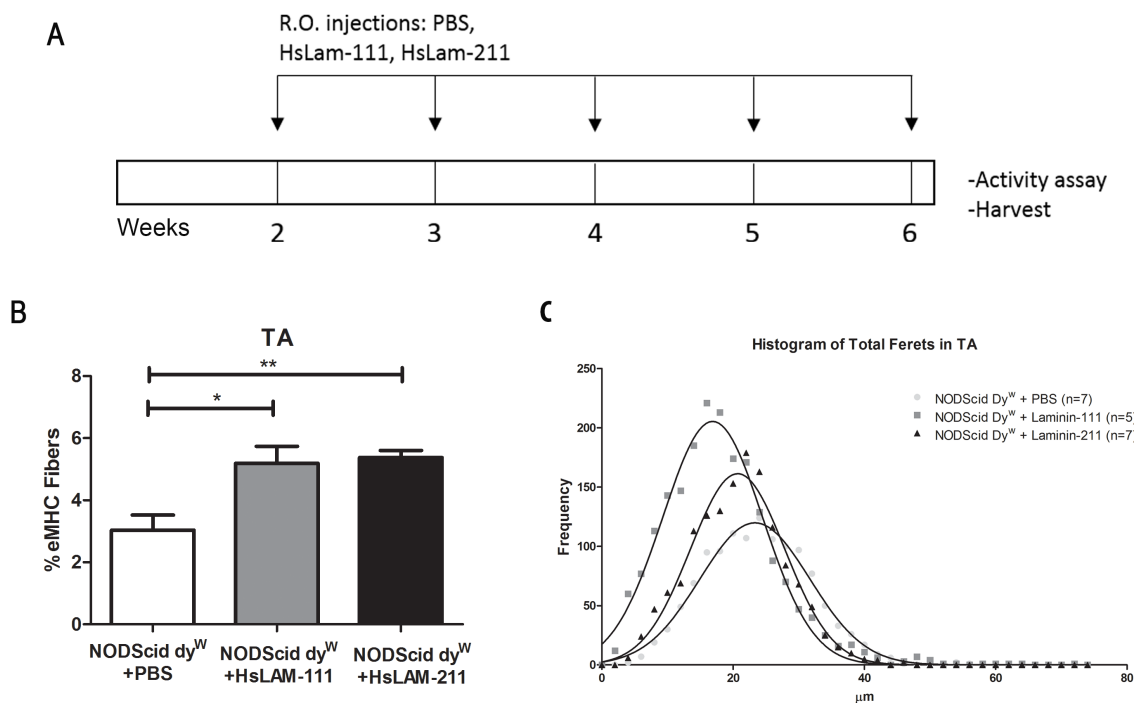 A
R.O. injections: PBS,
HsLam-111, HsLam-211
-Activity assay
-Harvest
Weeks 2 3 4 5 6
B
TA
**
*
% eMHC Fibers
8
6
4
2
0
NODScid dyᵂ
+PBS
NODScid dyᵂ
+HsLAM-111
NODScid dyᵂ
+HsLAM-211
C
Histogram of Total Ferets in TA
NODScid Dyᵂ + PBS (n=7)
NODScid Dyᵂ + Laminin-111 (n=5)
NODScid Dyᵂ + Laminin-211 (n=7)
Frequency
250
200
150
100
50
0
0 20 40 60 80
μm